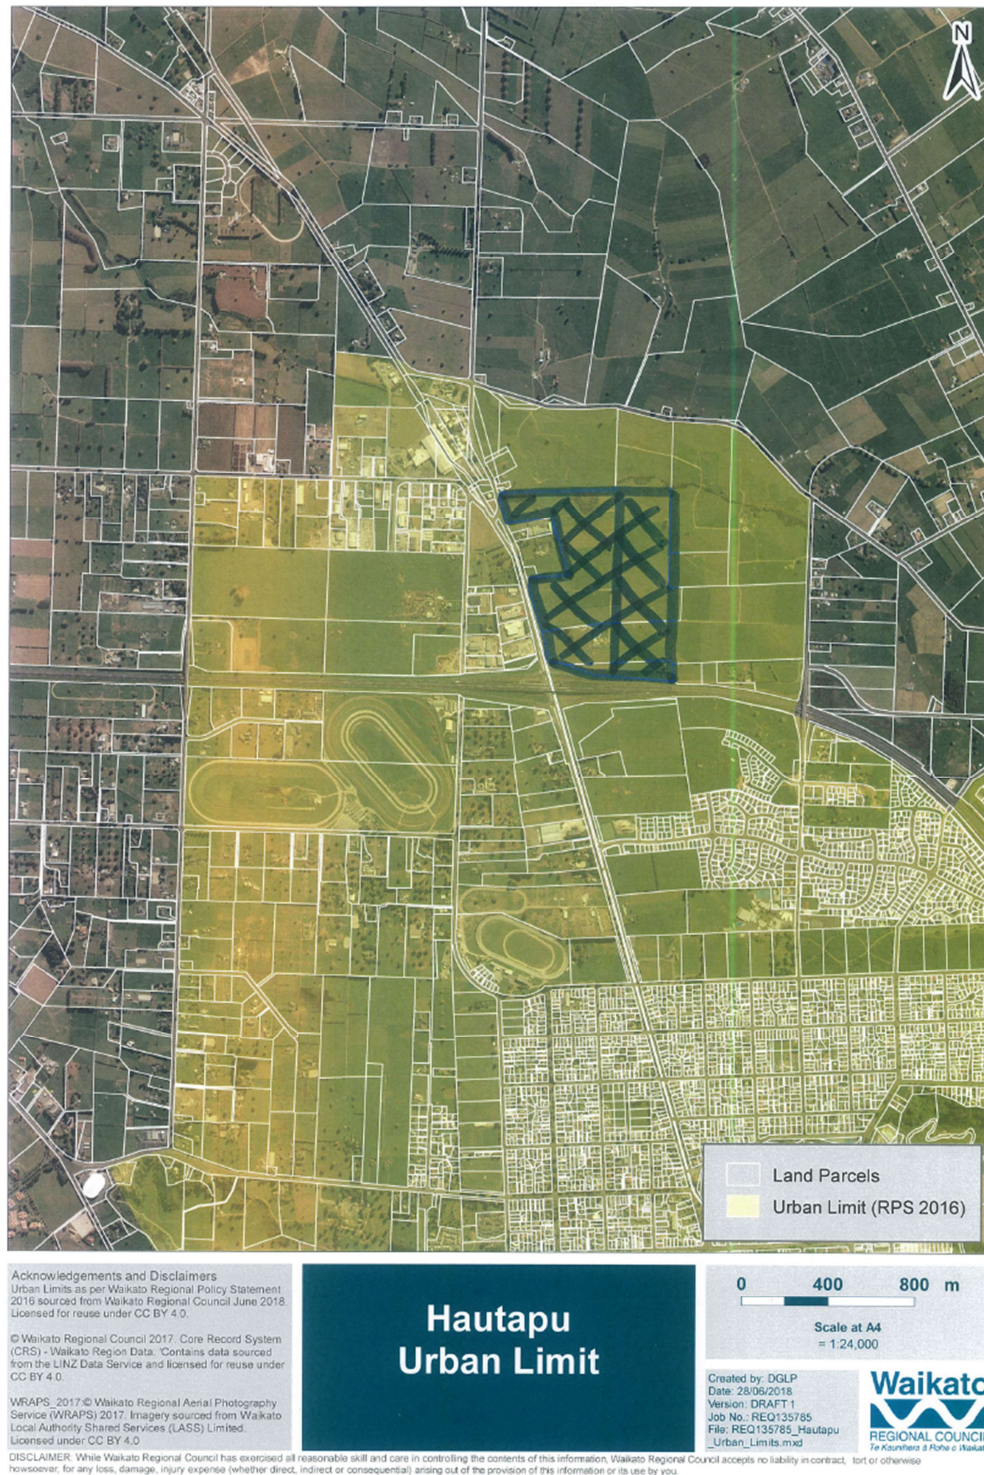 N
Land Parcels
Urban Limit (RPS 2016)
Acknowledgements and Disclaimers
Urban Limits as per Waikato Regional Policy Statement
2016 sourced from Waikato Regional Council June 2018.
Licensed for reuse under CC BY 4.0.
© Waikato Regional Council 2017. Core Record System
(CRS) - Waikato Region Data. 'Contains data sourced
from the LINZ Data Service and licensed for reuse under
CC BY 4.0.
WRAPS_2017:© Waikato Regional Aerial Photography
Service (WRAPS) 2017. Imagery sourced from Waikato
Local Authority Shared Services (LASS) Limited.
Licensed under CC BY 4.0
Hautapu
Urban Limit
0 400 800 m
Scale at A4
= 1:24,000
Created by: DGLP
Date: 28/06/2018
Version: DRAFT 1
Job No.: REQ135785
File: REQ135785_Hautapu
_Urban_Limits.mxd
Waikato
REGIONAL COUNCIL
Te Kaunihera ā Rohe o Waikat
DISCLAIMER: While Waikato Regional Council has exercised all reasonable skill and care in controlling the contents of this information, Waikato Regional Council accepts no liability in contract, tort or otherwise
howsoever, for any loss, damage, injury expense (whether direct, indirect or consequential) arising out of the provision of this information or its use by you.